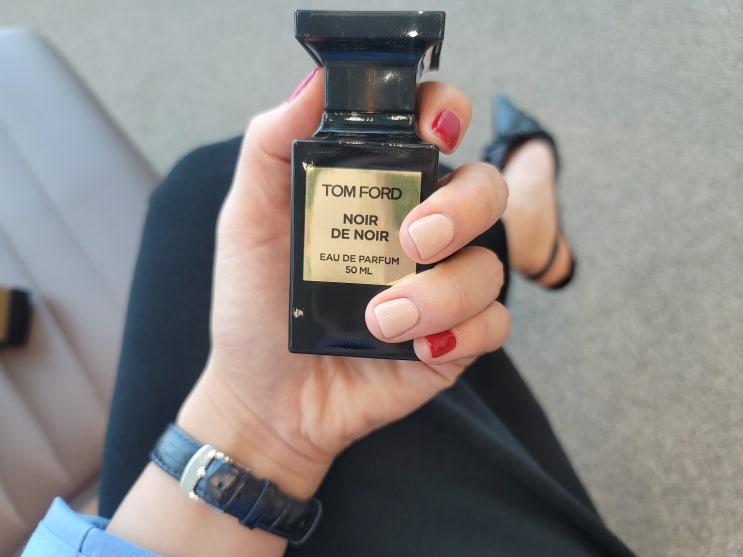 TOM FORD
NOIR
DE NOIR
EAU DE PARFUM
50 ML